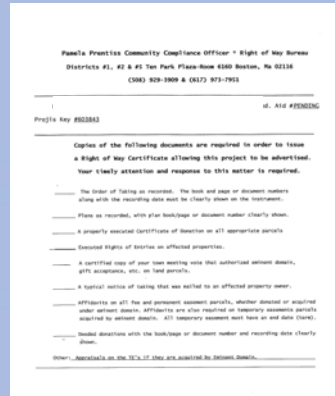 Pamela Prentiss Community Compliance Officer * Right of Way Bureau
Districts #1, #2 & #5 Ten Park Plaza-Room 6160 Boston, Ma 02116
(508) 929-3909 & (617) 973-7951
d. Aid #PENDING
Projis Key #603843
Copies of the following documents are required in order to issue
a Right of Way Certificate allowing this project to be advertised.
Your timely attention and response to this matter is required.
The Order of Taking as recorded. The book and page or document numbers
along with the recording date must be clearly shown on the instrument.
Plans as recorded, with plan book/page or document number clearly shown.
A properly executed Certificate of Donation on all appropriate parcels
Executed Rights of Entries on affected properties.
A certified copy of your town meeting vote that authorized eminent domain,
gift acceptance, etc. on land parcels.
A typical notice of taking that was mailed to an affected property owner.
Affidavits on all fee and permanent easement parcels, whether donated or acquired
under eminent domain. Affidavits are also required on temporary easements parcels
acquired by eminent domain. All temporary easement must have an end date (term).
Deeded donations with the book/page or document number and recording date clearly
shown.
Other: Appraisals on the TE's if they are acquired by Eminent Domain.